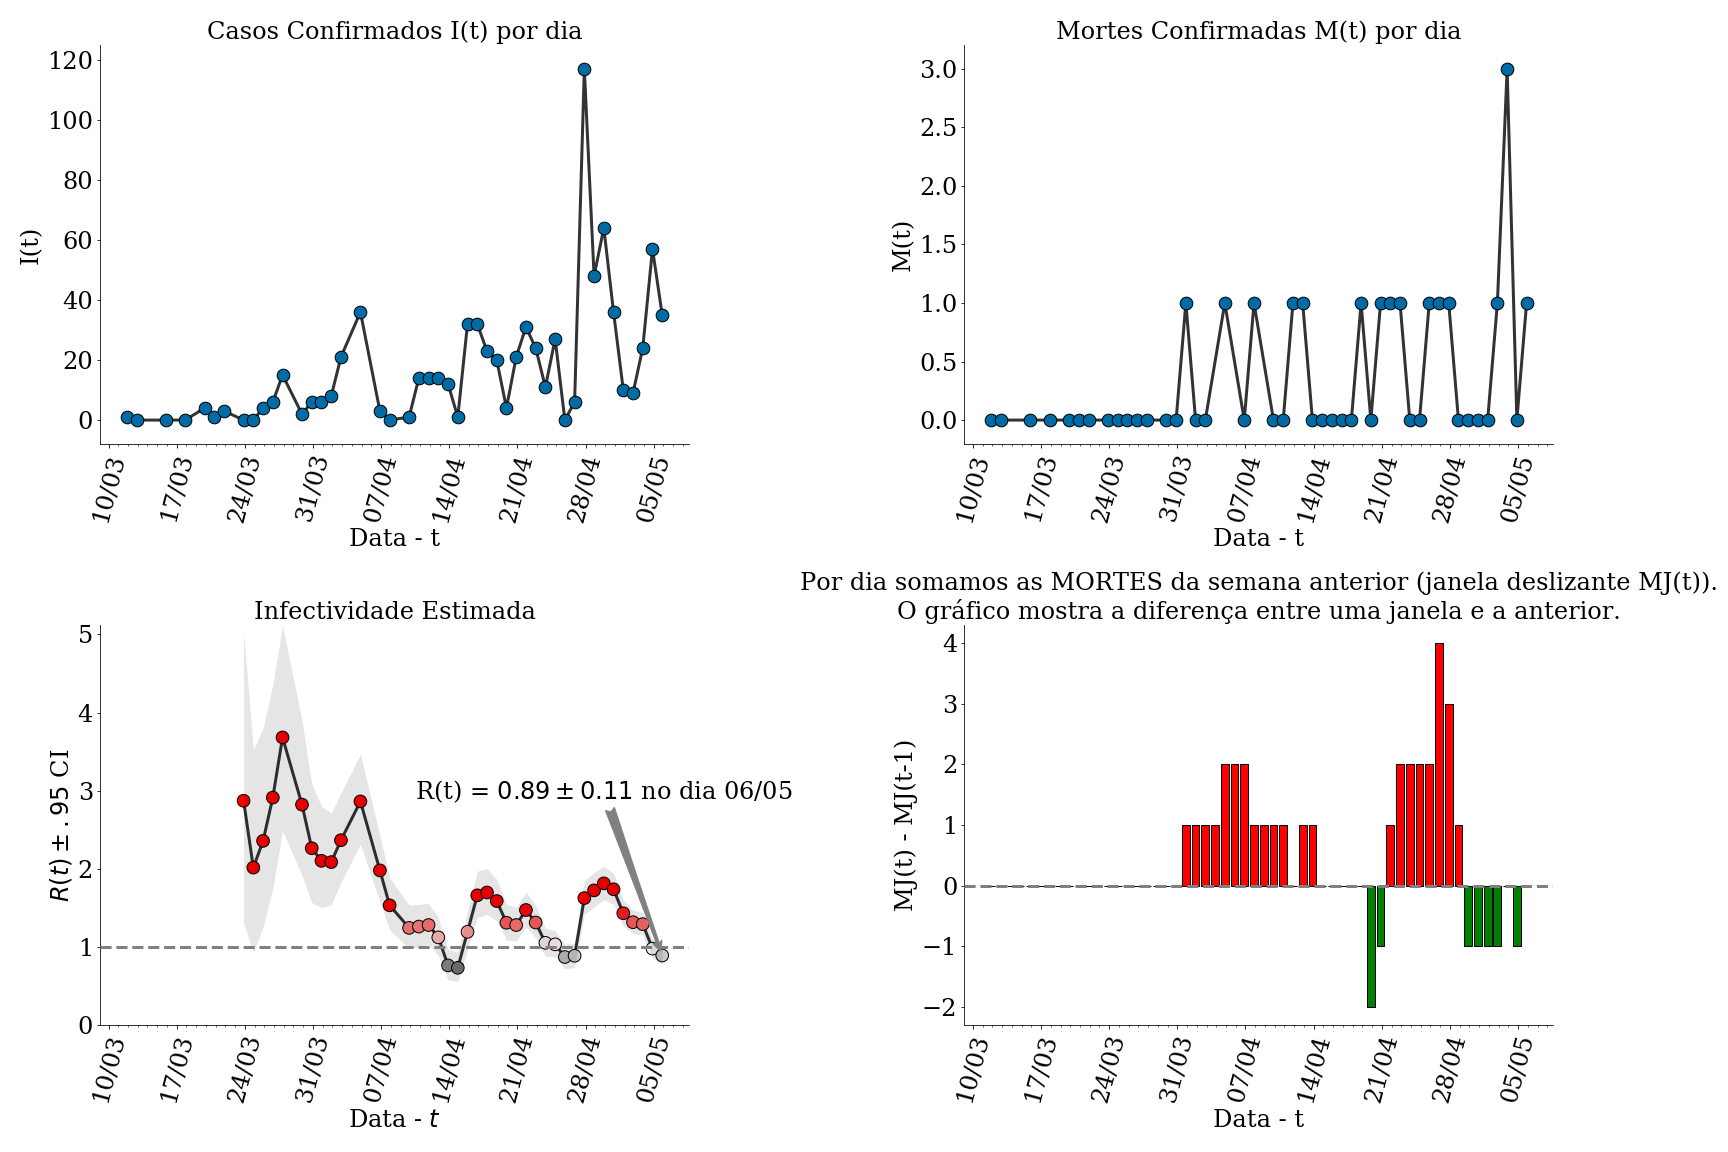 Casos Confirmados I(t) por dia
120
100
80
60
40
20
0
I(t)
10/03 17/03 24/03 31/03 07/04 14/04 21/04 28/04 05/05
Data - t
Mortes Confirmadas M(t) por dia
3.0
2.5
2.0
1.5
1.0
0.5
0.0
M(t)
10/03 17/03 24/03 31/03 07/04 14/04 21/04 28/04 05/05
Data - t
Infectividade Estimada
5
4
3
2
1
0
R(t) ± .95 CI
R(t) = 0.89 ± 0.11 no dia 06/05
10/03 17/03 24/03 31/03 07/04 14/04 21/04 28/04 05/05
Data - t
Por dia somamos as MORTES da semana anterior (janela deslizante MJ(t)).
O gráfico mostra a diferença entre uma janela e a anterior.
4
3
2
1
0
−1
−2
MJ(t) - MJ(t-1)
10/03 17/03 24/03 31/03 07/04 14/04 21/04 28/04 05/05
Data - t